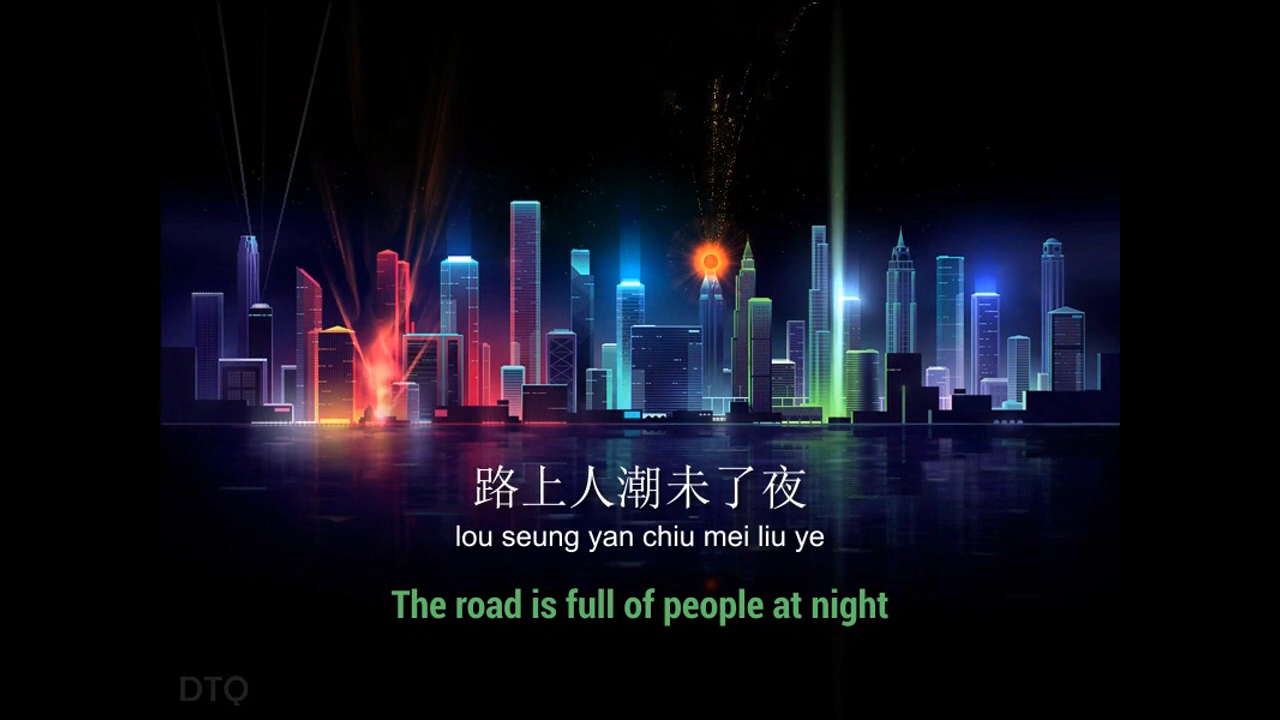 路上人潮未了夜
lou seung yan chiu mei liu ye
The road is full of people at night
DTQ